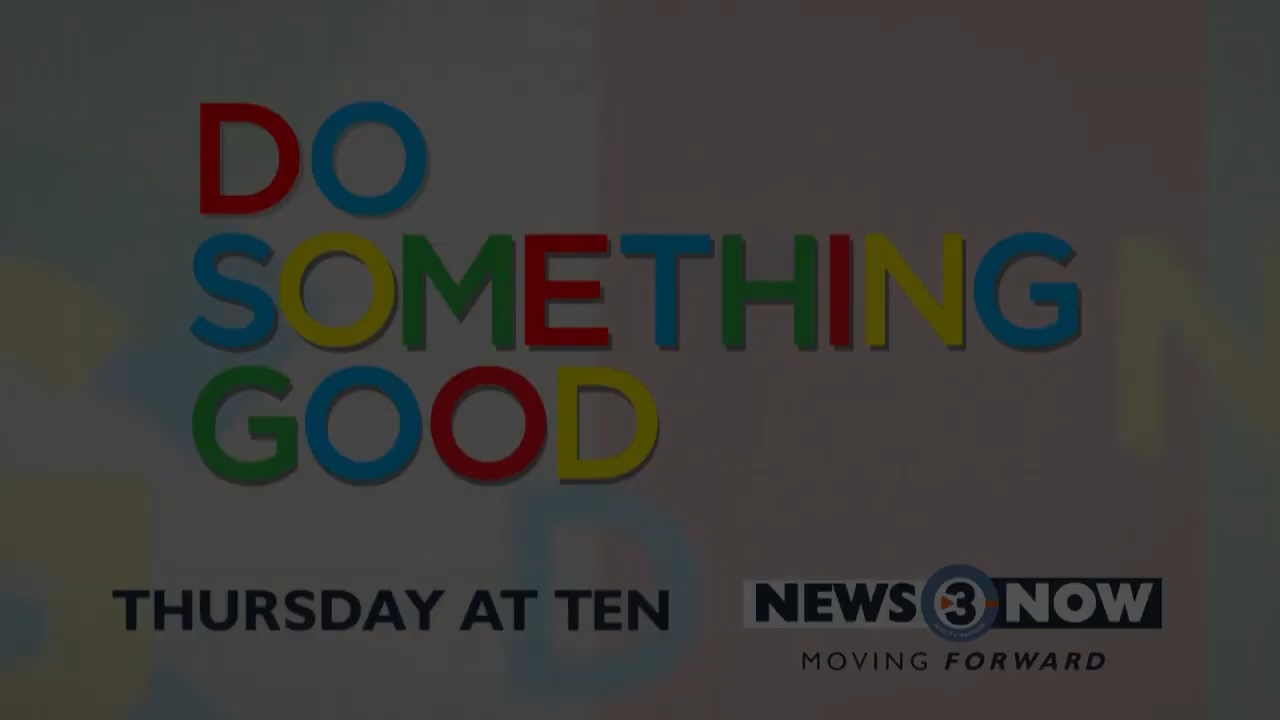 DO
SOMETHING
GOOD
THURSDAY AT TEN
NEWS 3 NOW
MOVING FORWARD